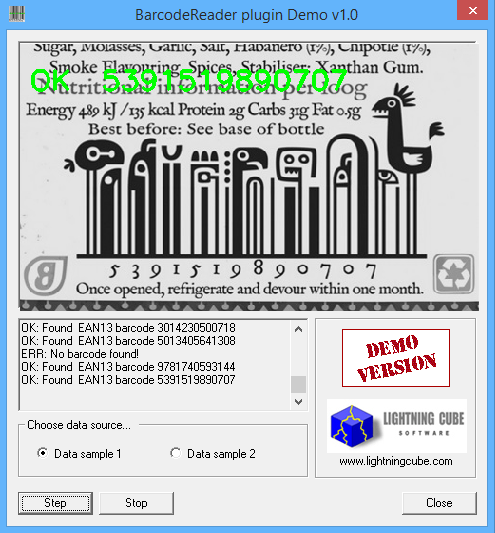 BarcodeReader plugin Demo v1.0
Sugar, Molasses, Garlic, Salt, Habanero (1%), Chipotle (1%),
Smoke Flavouring, Spices, Stabiliser: Xanthan Gum.
OK 5391519890707
Nutritional information per 100g
Energy 489 kJ /135 kcal Protein 2g Carbs 31g Fat 0.5g
Best before: See base of bottle
5 3 9 1 5 1 9 8 9 0 7 0 7
Once opened, refrigerate and devour within one month.
OK: Found EAN13 barcode 3014230500718
OK: Found EAN13 barcode 5013405641308
ERR: No barcode found!
OK: Found EAN13 barcode 9781740593144
OK: Found EAN13 barcode 5391519890707
DEMO
VERSION
LIGHTNING CUBE
SOFTWARE
www.lightningcube.com
Choose data source...
Data sample 1
Data sample 2
Step
Stop
Close